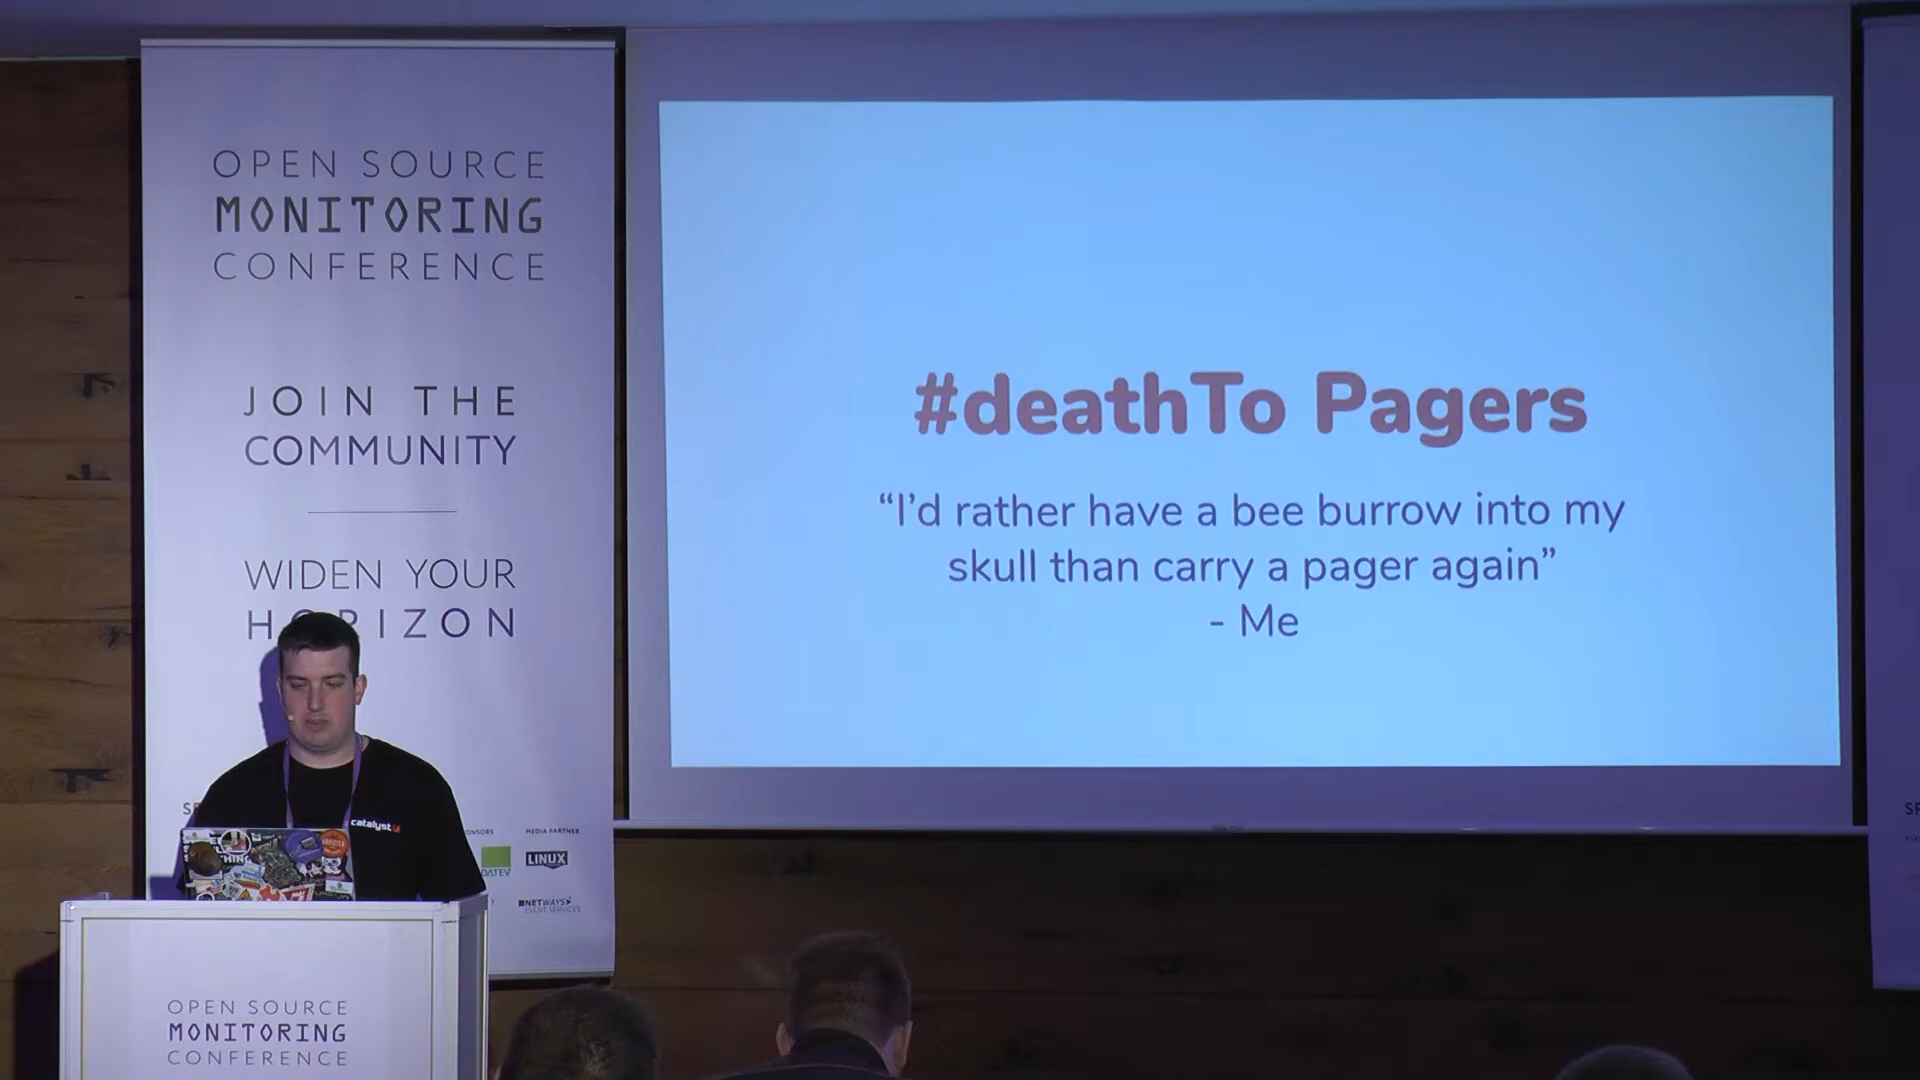 OPEN SOURCE
MONITORING
CONFERENCE
JOIN THE
COMMUNITY
WIDEN YOUR
#deathTo Pagers
“I’d rather have a bee burrow into my
skull than carry a pager again”
- Me
catalyst
MEDIA PARTNER
DATEV
LINUX
NETWAYS
EVENT SERVICES
OPEN SOURCE
MONITORING
CONFERENCE